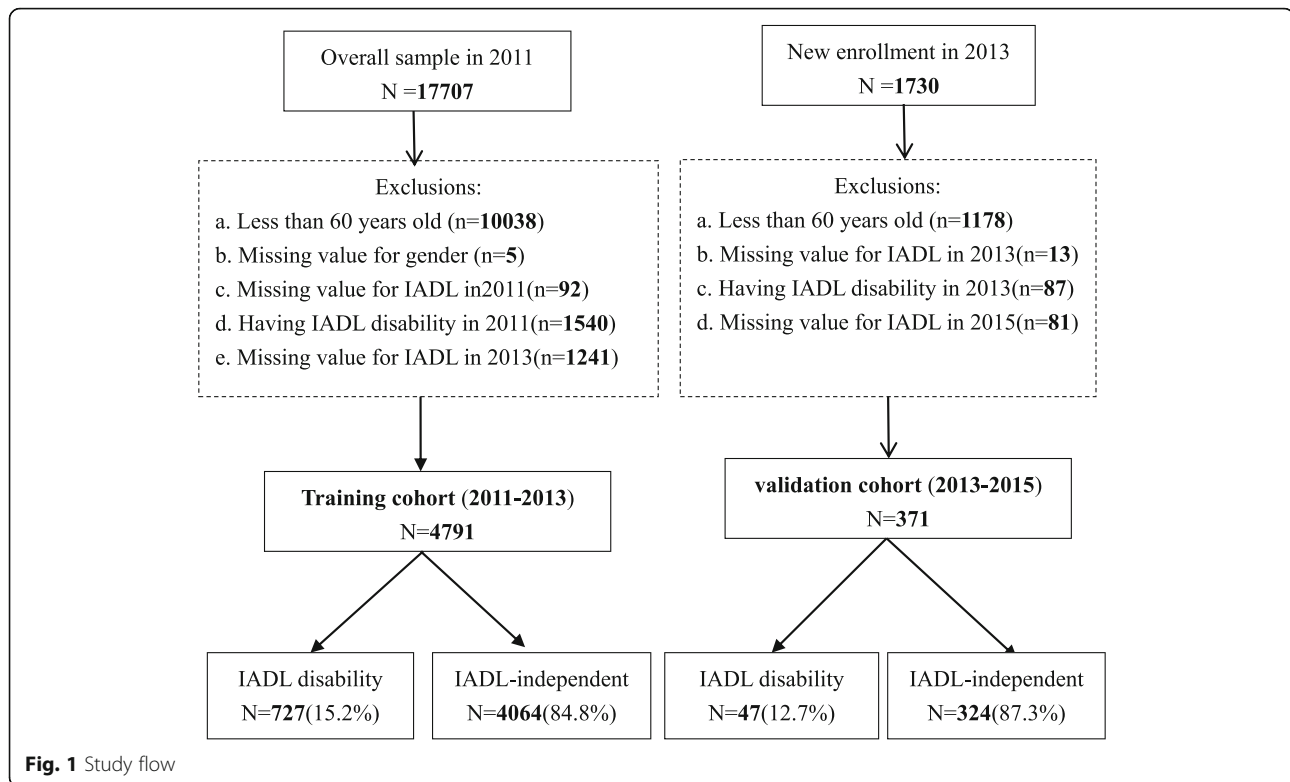 Overall sample in 2011
N =17707
Exclusions:
a. Less than 60 years old (n=10038)
b. Missing value for gender (n=5)
c. Missing value for IADL in2011(n=92)
d. Having IADL disability in 2011(n=1540)
e. Missing value for IADL in 2013(n=1241)
Training cohort (2011-2013)
N=4791
IADL disability
N=727(15.2%)
IADL-independent
N=4064(84.8%)
New enrollment in 2013
N =1730
Exclusions:
a. Less than 60 years old (n=1178)
b. Missing value for IADL in 2013(n=13)
c. Having IADL disability in 2013(n=87)
d. Missing value for IADL in 2015(n=81)
validation cohort (2013-2015)
N=371
IADL disability
N=47(12.7%)
IADL-independent
N=324(87.3%)
Fig. 1 Study flow